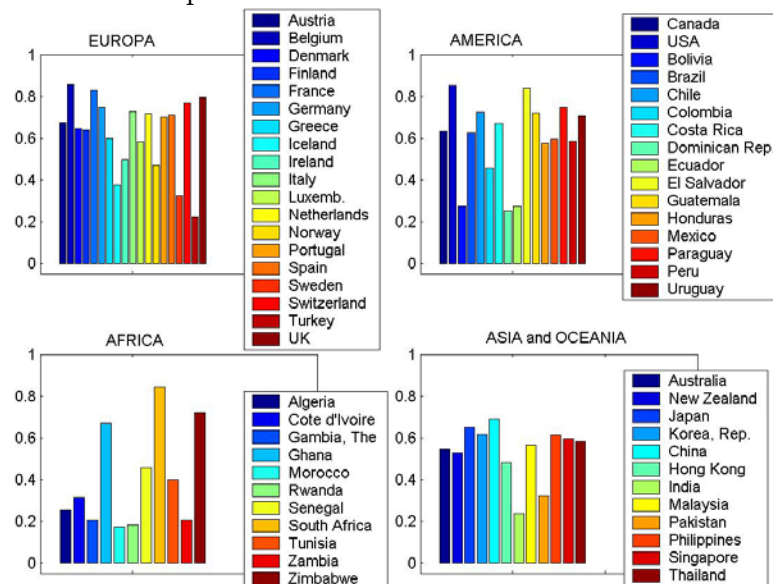 EUROPA
1
0.8
0.6
0.4
0.2
0
Austria
Belgium
Denmark
Finland
France
Germany
Greece
Iceland
Ireland
Italy
Luxemb.
Netherlands
Norway
Portugal
Spain
Sweden
Switzerland
Turkey
UK
AMERICA
1
0.8
0.6
0.4
0.2
0
Canada
USA
Bolivia
Brazil
Chile
Colombia
Costa Rica
Dominican Rep.
Ecuador
El Salvador
Guatemala
Honduras
Mexico
Paraguay
Peru
Uruguay
AFRICA
1
0.8
0.6
0.4
0.2
0
Algeria
Cote d'Ivoire
Gambia, The
Ghana
Morocco
Rwanda
Senegal
South Africa
Tunisia
Zambia
Zimbabwe
ASIA and OCEANIA
1
0.8
0.6
0.4
0.2
0
Australia
New Zealand
Japan
Korea, Rep.
China
Hong Kong
India
Malaysia
Pakistan
Philippines
Singapore
Thailand